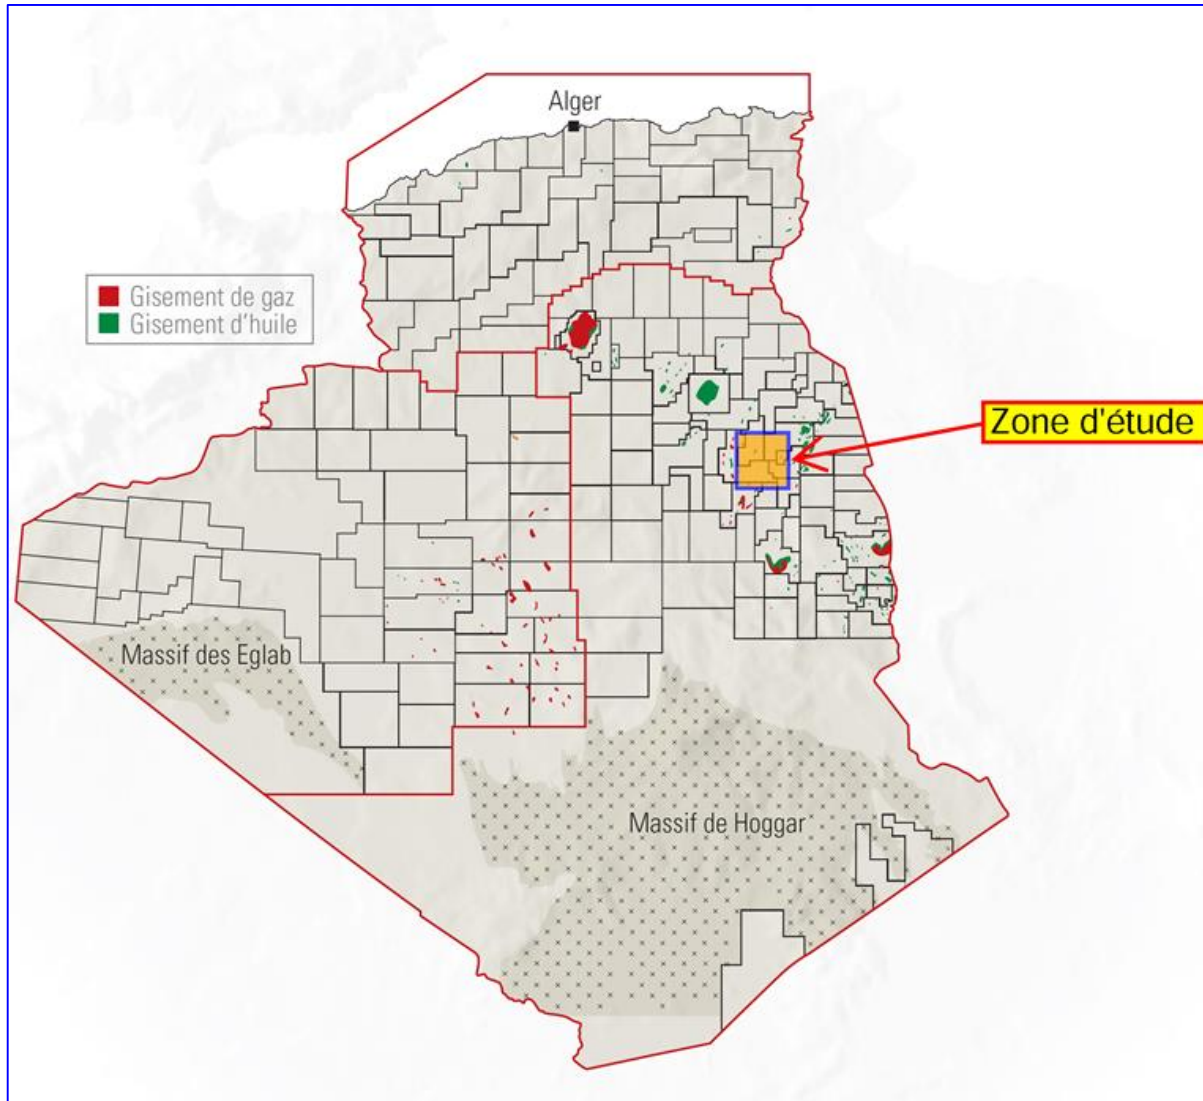 Alger
Gisement de gaz
Gisement d'huile
Zone d'étude
Massif des Eglab
Massif de Hoggar